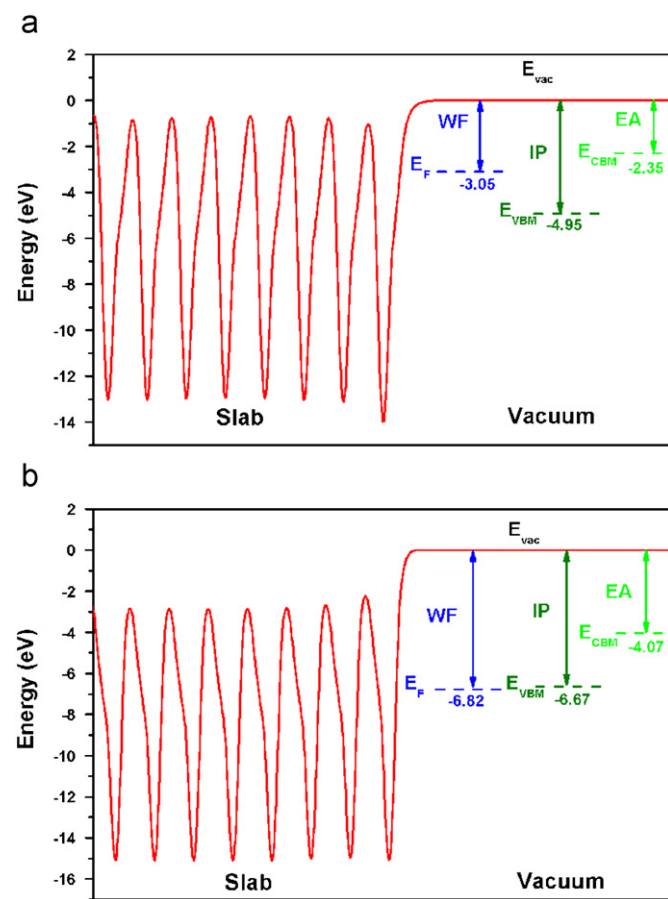 a
2
0
-2
-4
-6
-8
-10
-12
-14
Energy (eV)
E_vac
WF
IP
EA
E_F
-3.05
E_VBM
-4.95
E_CBM
-2.35
Slab
Vacuum
b
2
0
-2
-4
-6
-8
-10
-12
-14
-16
Energy (eV)
E_vac
WF
IP
EA
E_F
-6.82
E_VBM
-6.67
E_CBM
-4.07
Slab
Vacuum